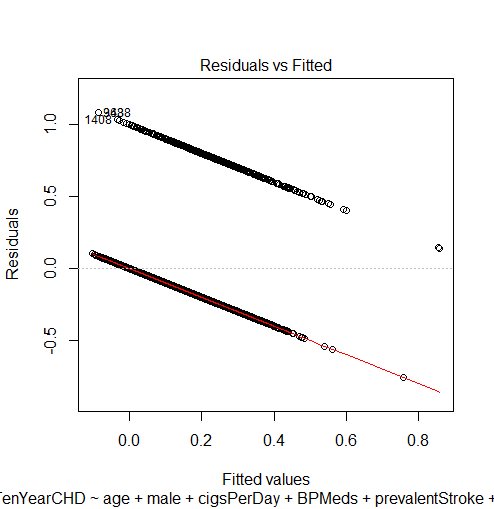 Residuals vs Fitted
1.0
0.5
0.0
-0.5
Residuals
1408
0.0 0.2 0.4 0.6 0.8
Fitted values
TenYearCHD ~ age + male + cigsPerDay + BPMeds + prevalentStroke +